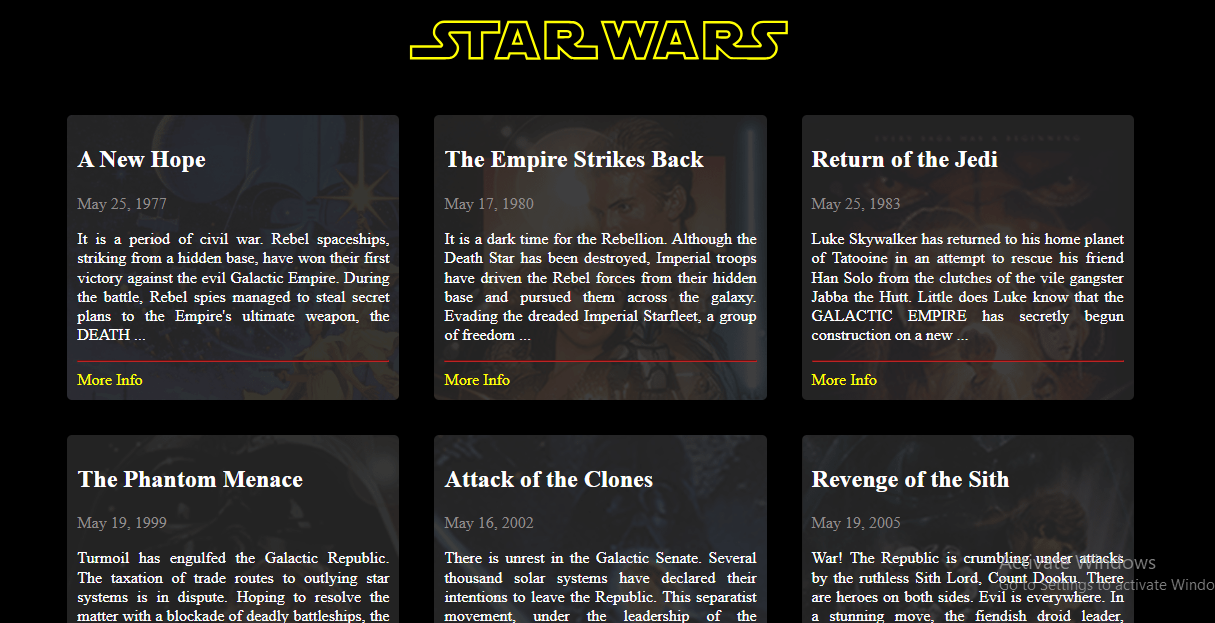 STAR WARS
A New Hope
May 25, 1977
It is a period of civil war. Rebel spaceships,
striking from a hidden base, have won their first
victory against the evil Galactic Empire. During
the battle, Rebel spies managed to steal secret
plans to the Empire's ultimate weapon, the
DEATH ...
More Info
The Empire Strikes Back
May 17, 1980
It is a dark time for the Rebellion. Although the
Death Star has been destroyed, Imperial troops
have driven the Rebel forces from their hidden
base and pursued them across the galaxy.
Evading the dreaded Imperial Starfleet, a group
of freedom ...
More Info
Return of the Jedi
May 25, 1983
Luke Skywalker has returned to his home planet
of Tatooine in an attempt to rescue his friend
Han Solo from the clutches of the vile gangster
Jabba the Hutt. Little does Luke know that the
GALACTIC EMPIRE has secretly begun
construction on a new ...
More Info
The Phantom Menace
May 19, 1999
Turmoil has engulfed the Galactic Republic.
The taxation of trade routes to outlying star
systems is in dispute. Hoping to resolve the
matter with a blockade of deadly battleships, the
Attack of the Clones
May 16, 2002
There is unrest in the Galactic Senate. Several
thousand solar systems have declared their
intentions to leave the Republic. This separatist
movement, under the leadership of the
Revenge of the Sith
May 19, 2005
War! The Republic is crumbling under attacks
by the ruthless Sith Lord, Count Dooku. There
are heroes on both sides. Evil is everywhere. In
a stunning move, the fiendish droid leader,
Activate Windows
Go to Settings to activate Windo